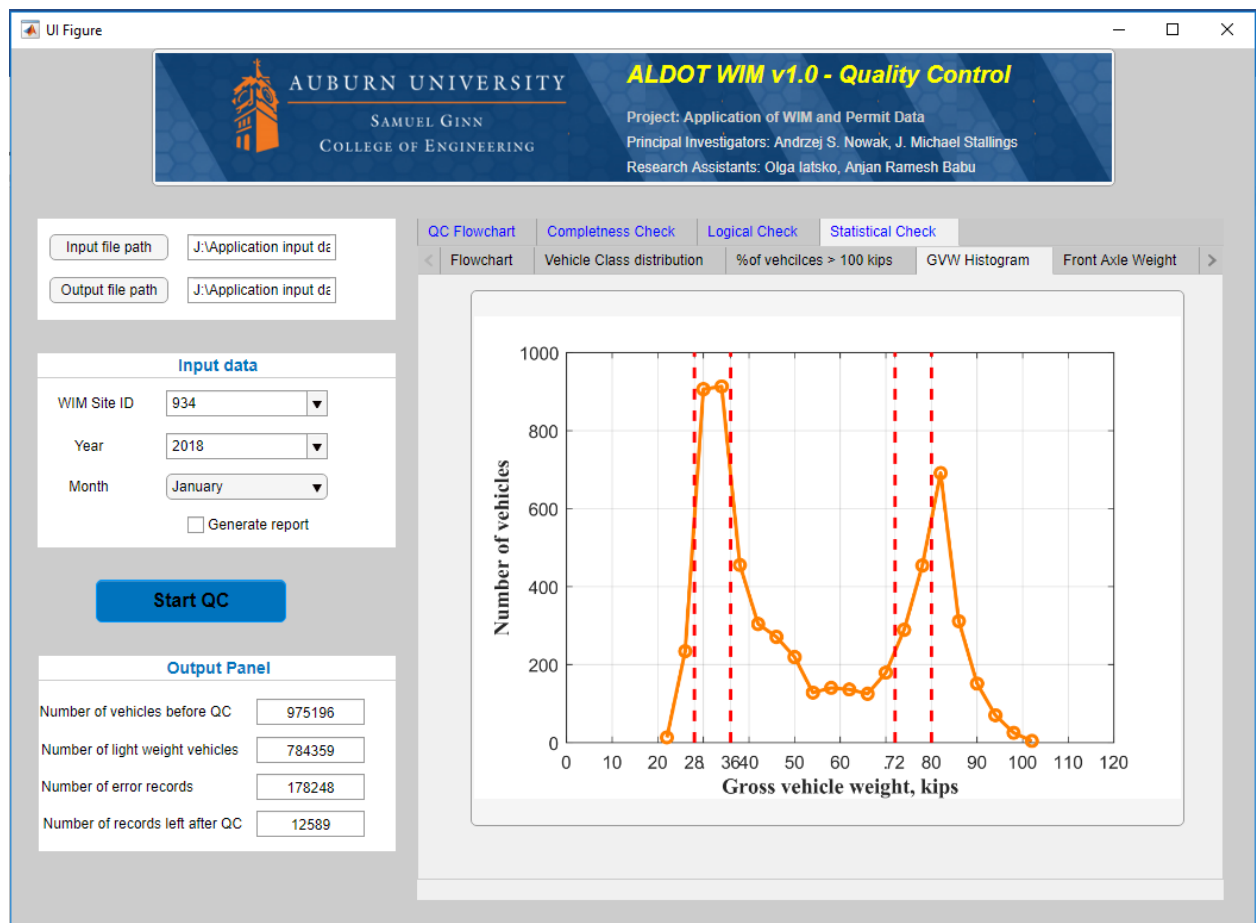 UI Figure
AUBURN UNIVERSITY
SAMUEL GINN
COLLEGE OF ENGINEERING
ALDOT WIM v1.0 - Quality Control
Project: Application of WIM and Permit Data
Principal Investigators: Andrzej S. Nowak, J. Michael Stallings
Research Assistants: Olga Iatsko, Anjan Ramesh Babu
Input file path J:\Application input da
Output file path J:\Application input da
Input data
WIM Site ID 934
Year 2018
Month January
Generate report
Start QC
Output Panel
Number of vehicles before QC 975196
Number of light weight vehicles 784359
Number of error records 178248
Number of records left after QC 12589
QC Flowchart Completness Check Logical Check Statistical Check
< Flowchart Vehicle Class distribution %of vehcilces > 100 kips GVW Histogram Front Axle Weight >
1000
800
600
400
200
0
Number of vehicles
0 10 20 28 3640 50 60 .72 80 90 100 110 120
Gross vehicle weight, kips